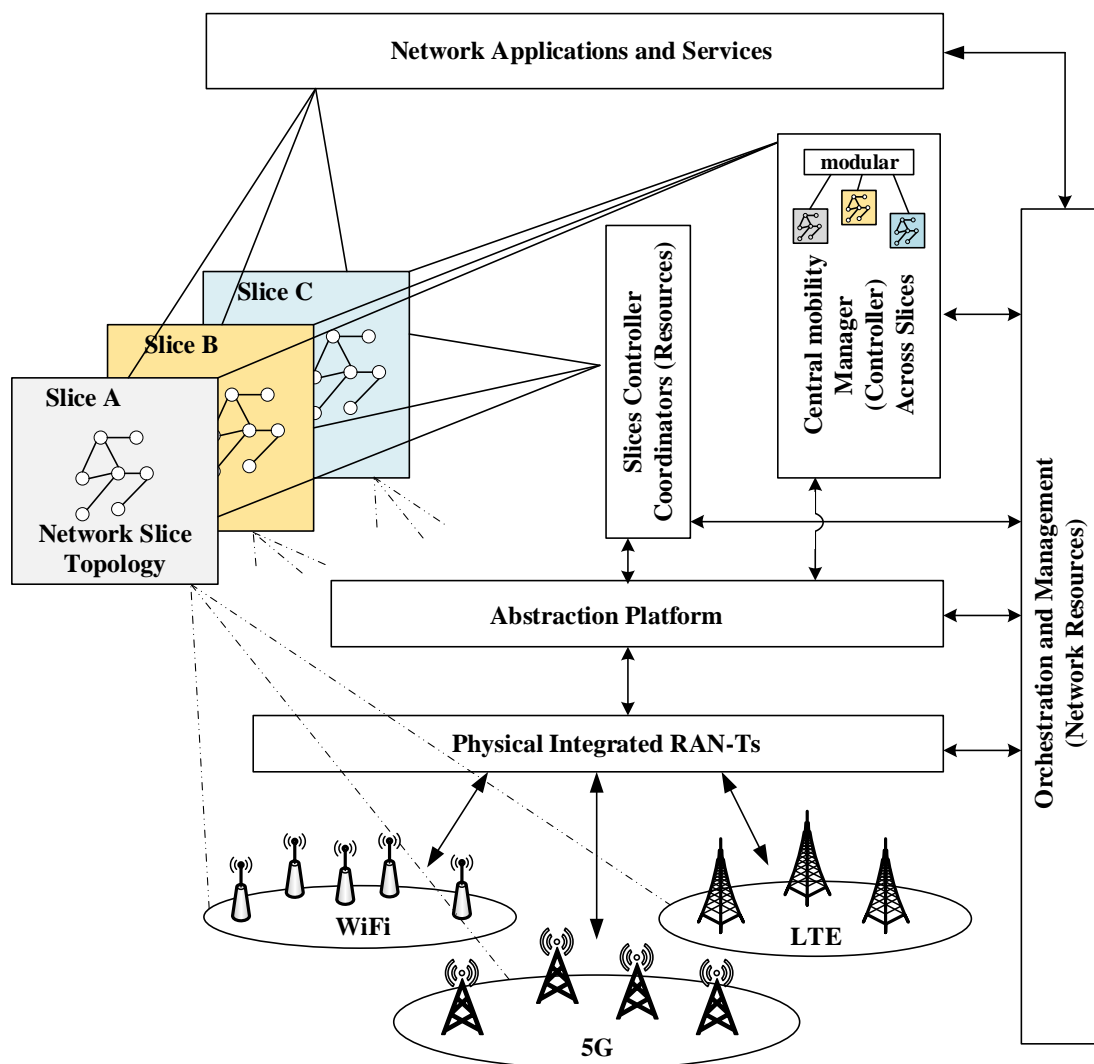 Network Applications and Services
modular
Central mobility
Manager
(Controller)
Across Slices
Slices Controller
Coordinators (Resources)
Slice C
Slice B
Slice A
Network Slice
Topology
Orchestration and Management
(Network Resources)
Abstraction Platform
Physical Integrated RAN-Ts
WiFi
LTE
5G